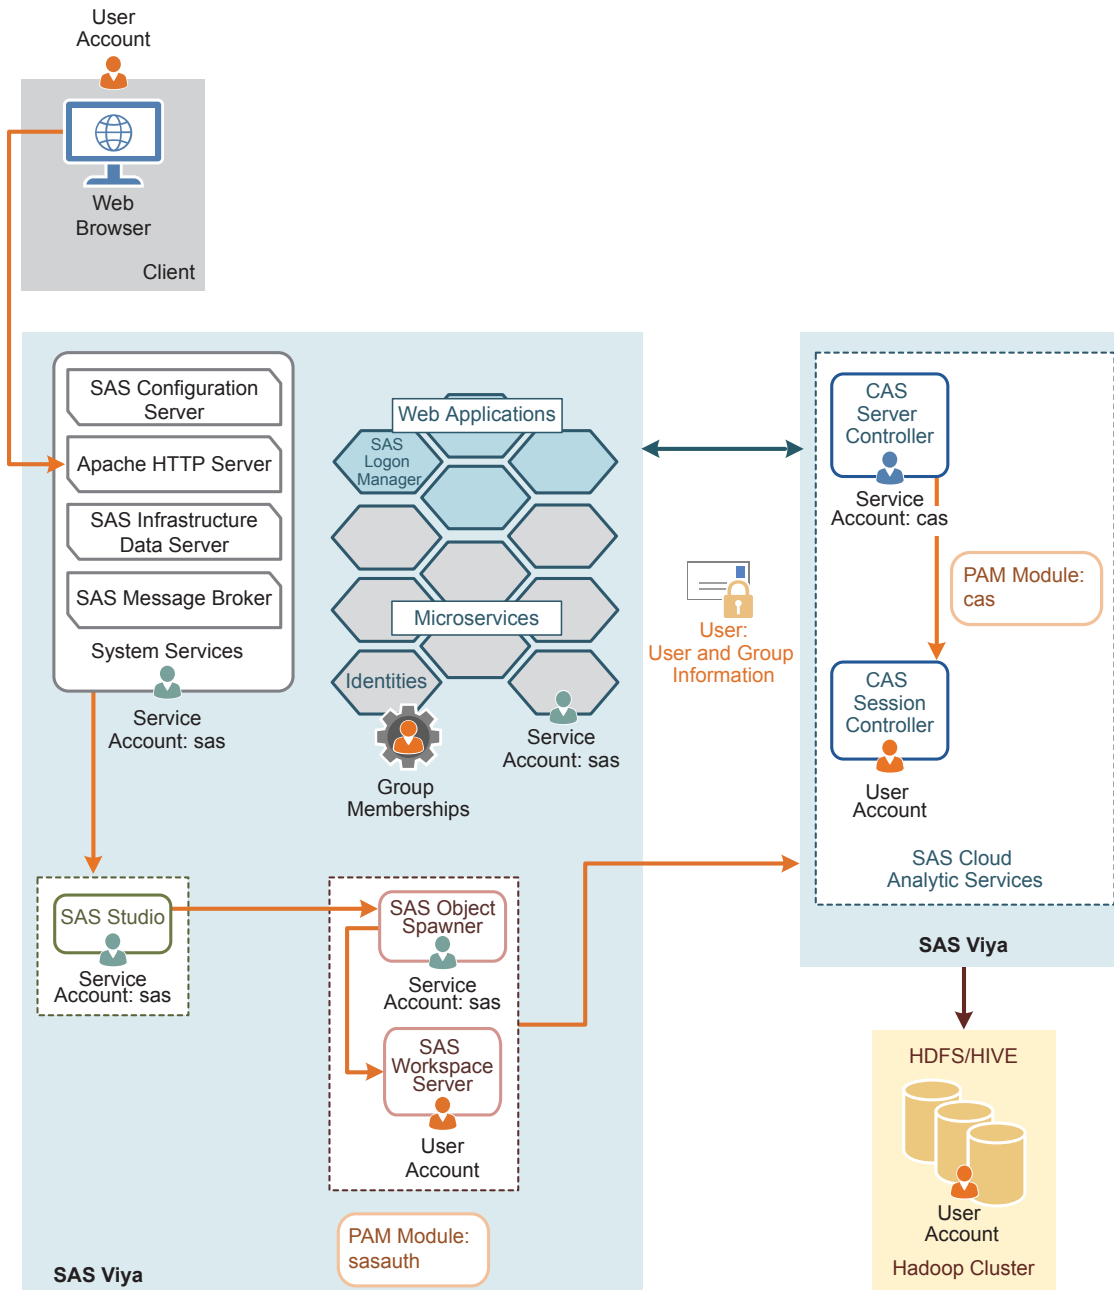 User
Account
Web
Browser
Client
SAS Configuration
Server
Apache HTTP Server
SAS Infrastructure
Data Server
SAS Message Broker
System Services
Service
Account: sas
Web Applications
SAS
Logon
Manager
Microservices
Identities
Group
Memberships
Service
Account: sas
User:
User and Group
Information
CAS
Server
Controller
Service
Account: cas
PAM Module:
cas
CAS
Session
Controller
User
Account
SAS Cloud
Analytic Services
SAS Viya
SAS Studio
Service
Account: sas
SAS Object
Spawner
Service
Account: sas
SAS
Workspace
Server
User
Account
PAM Module:
sasauth
SAS Viya
HDFS/HIVE
User
Account
Hadoop Cluster